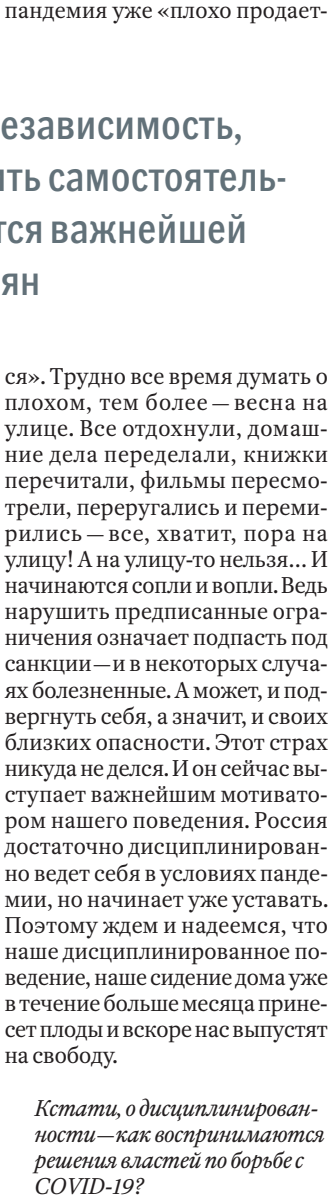 пандемия уже «плохо продает-
езависимость,
ить самостоятель-
тся важнейшей
ян
ся». Трудно все время думать о
плохом, тем более — весна на
улице. Все отдохнули, домаш-
ние дела переделали, книжки
перечитали, фильмы пересмо-
трели, переругались и переми-
рились — все, хватит, пора на
улицу! А на улицу-то нельзя... И
начинаются сопли и вопли. Ведь
нарушить предписанные огра-
ничения означает подпасть под
санкции—и в некоторых случа-
ях болезненные. А может, и под-
вергнуть себя, а значит, и своих
близких опасности. Этот страх
никуда не делся. И он сейчас вы-
ступает важнейшим мотивато-
ром нашего поведения. Россия
достаточно дисциплинирован-
но ведет себя в условиях панде-
мии, но начинает уже уставать.
Поэтому ждем и надеемся, что
наше дисциплинированное по-
ведение, наше сидение дома уже
в течение больше месяца прине-
сет плоды и вскоре нас выпустят
на свободу.
Кстати, о дисциплинирован-
ности—как воспринимаются
решения властей по борьбе с
COVID-19?